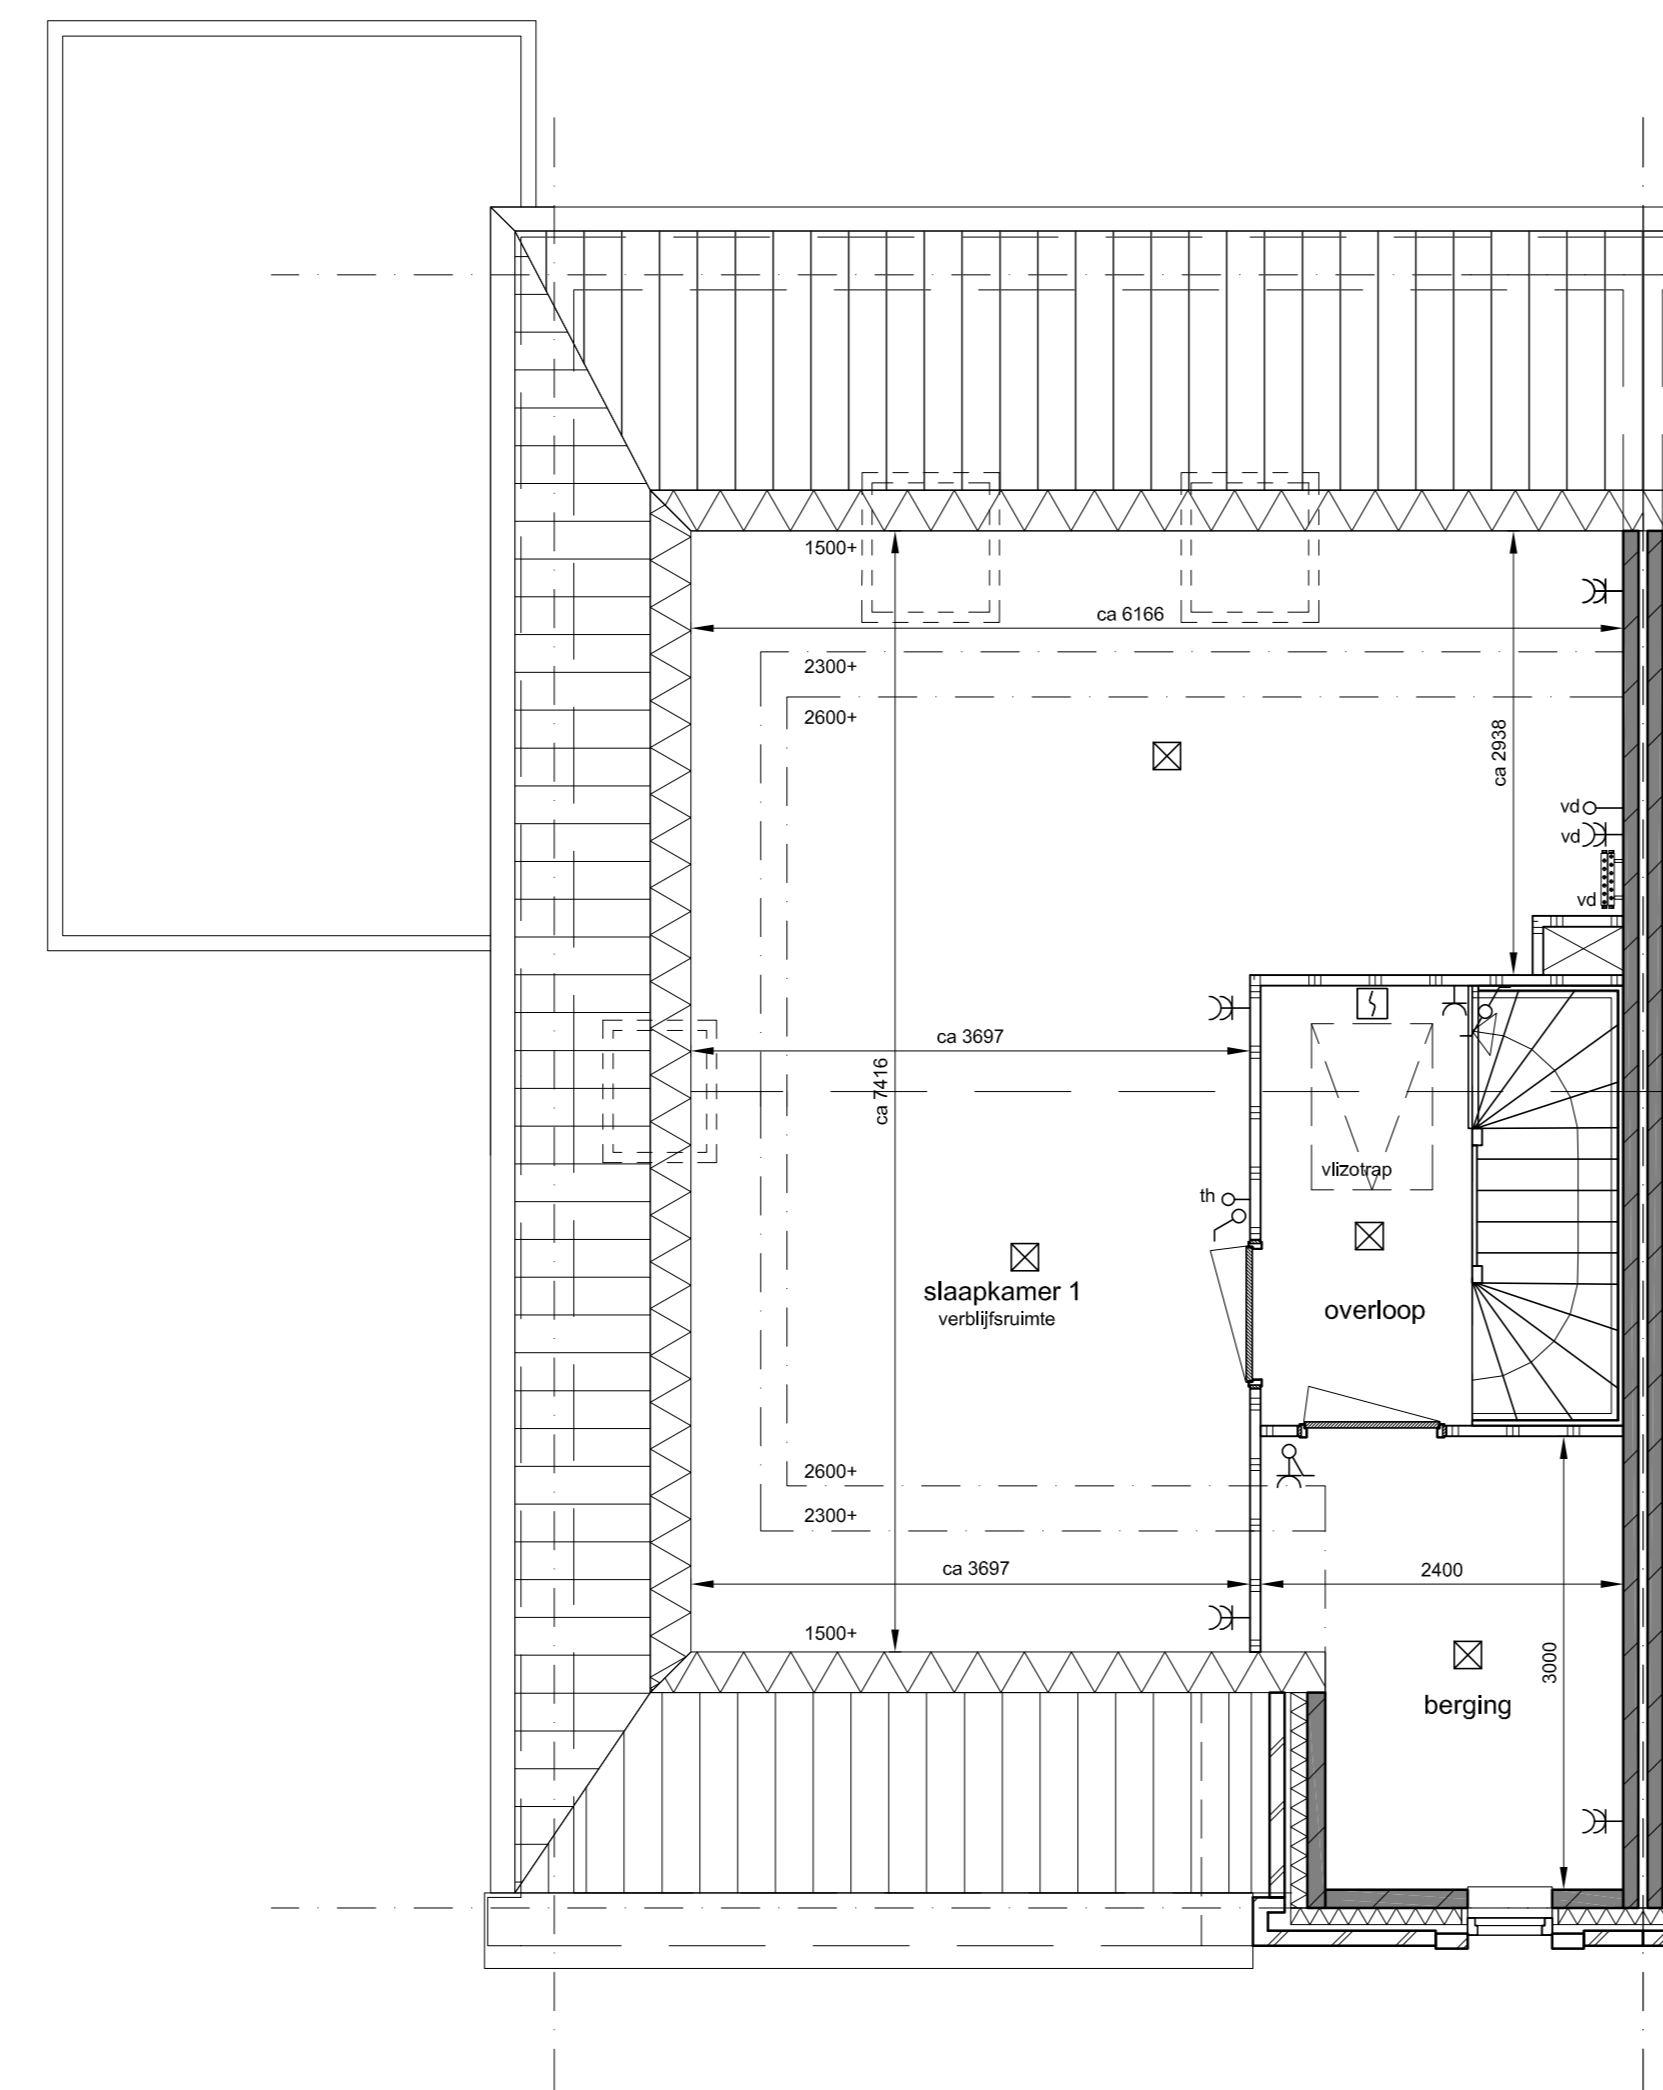 1500+
ca 6166
2300+
2600+
ca 2938
vd
vd
vd
ca 3697
ca 7416
vlizotrap
th
slaapkamer 1
verblijfsruimte
overloop
2600+
2300+
ca 3697
2400
1500+
3000
berging